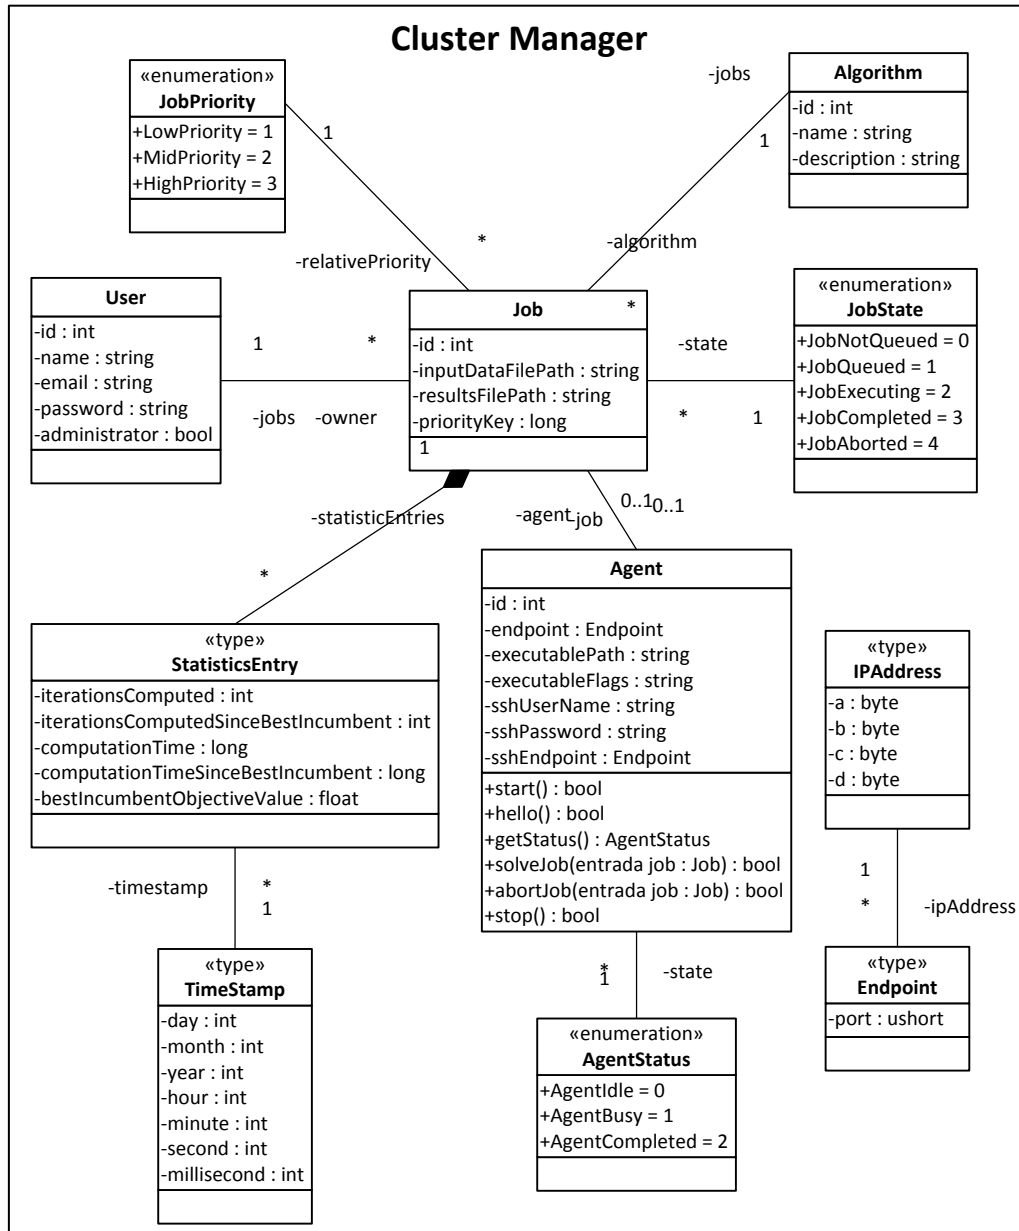 Cluster Manager
«enumeration»
JobPriority
+LowPriority = 1
+MidPriority = 2
+HighPriority = 3
1
*
-relativePriority
-jobs
1
-algorithm
*
Algorithm
-id : int
-name : string
-description : string
User
-id : int
-name : string
-email : string
-password : string
-administrator : bool
1
*
-jobs
-owner
Job
-id : int
-inputDataFilePath : string
-resultsFilePath : string
-priorityKey : long
1
-state
*
1
«enumeration»
JobState
+JobNotQueued = 0
+JobQueued = 1
+JobExecuting = 2
+JobCompleted = 3
+JobAborted = 4
-statisticEntries
*
-agent
-job
0..1
0..1
«type»
StatisticsEntry
-iterationsComputed : int
-iterationsComputedSinceBestIncumbent : int
-computationTime : long
-computationTimeSinceBestIncumbent : long
-bestIncumbentObjectiveValue : float
Agent
-id : int
-endpoint : Endpoint
-executablePath : string
-executableFlags : string
-sshUserName : string
-sshPassword : string
-sshEndpoint : Endpoint
+start() : bool
+hello() : bool
+getStatus() : AgentStatus
+solveJob(entrada job : Job) : bool
+abortJob(entrada job : Job) : bool
+stop() : bool
«type»
IPAddress
-a : byte
-b : byte
-c : byte
-d : byte
1
*
-ipAddress
«type»
Endpoint
-port : ushort
-timestamp
*
1
«type»
TimeStamp
-day : int
-month : int
-year : int
-hour : int
-minute : int
-second : int
-millisecond : int
*
1
-state
«enumeration»
AgentStatus
+AgentIdle = 0
+AgentBusy = 1
+AgentCompleted = 2